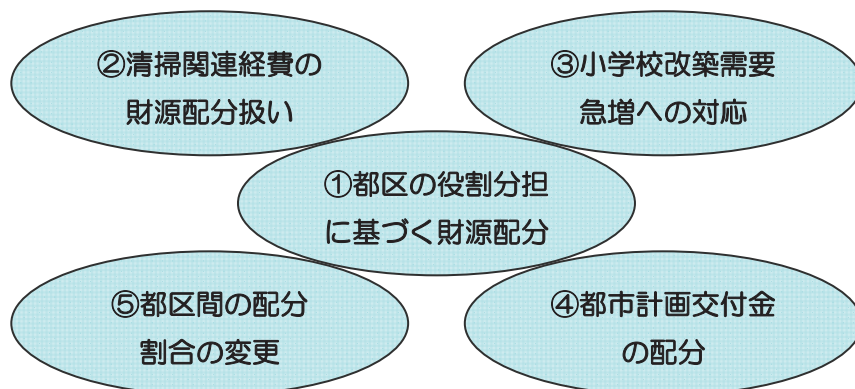 ②清掃関連経費の
財源配分扱い
③小学校改築需要
急増への対応
①都区の役割分担
に基づく財源配分
⑤都区間の配分
割合の変更
④都市計画交付金
の配分